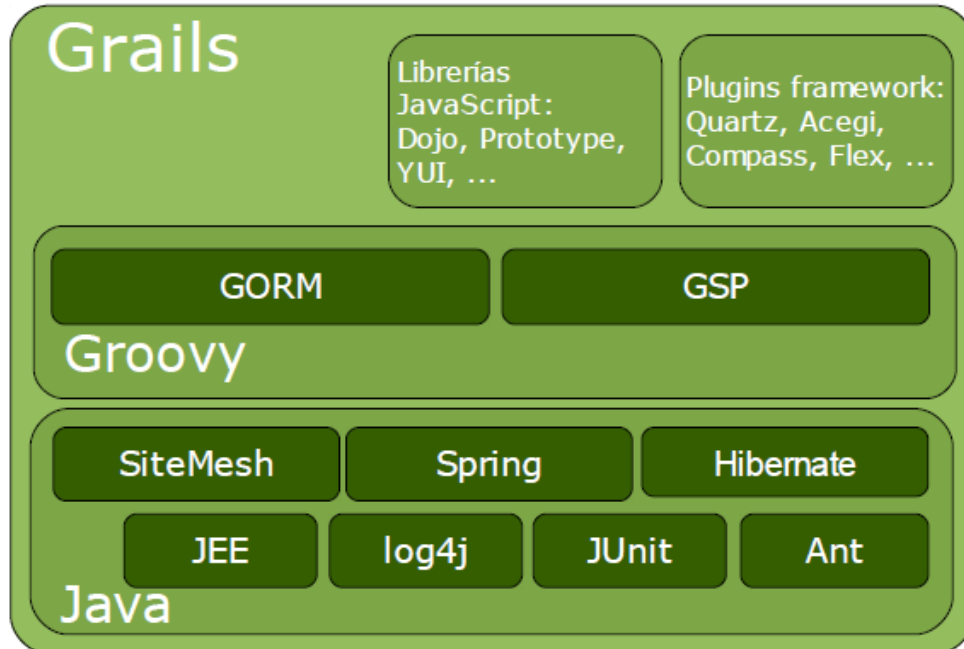 Grails
Librerías
JavaScript:
Dojo, Prototype,
YUI, ...
Plugins framework:
Quartz, Acegi,
Compass, Flex, ...
GORM
GSP
Groovy
SiteMesh
Spring
Hibernate
JEE
log4j
JUnit
Ant
Java